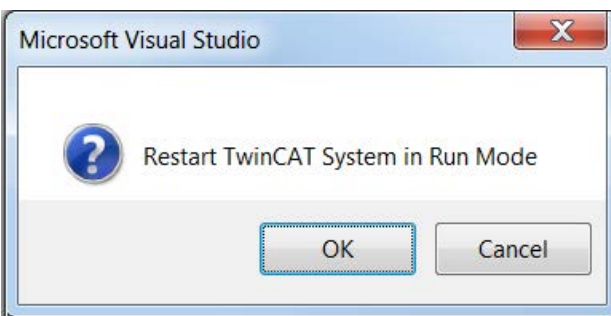 Microsoft Visual Studio
Restart TwinCAT System in Run Mode
OK
Cancel